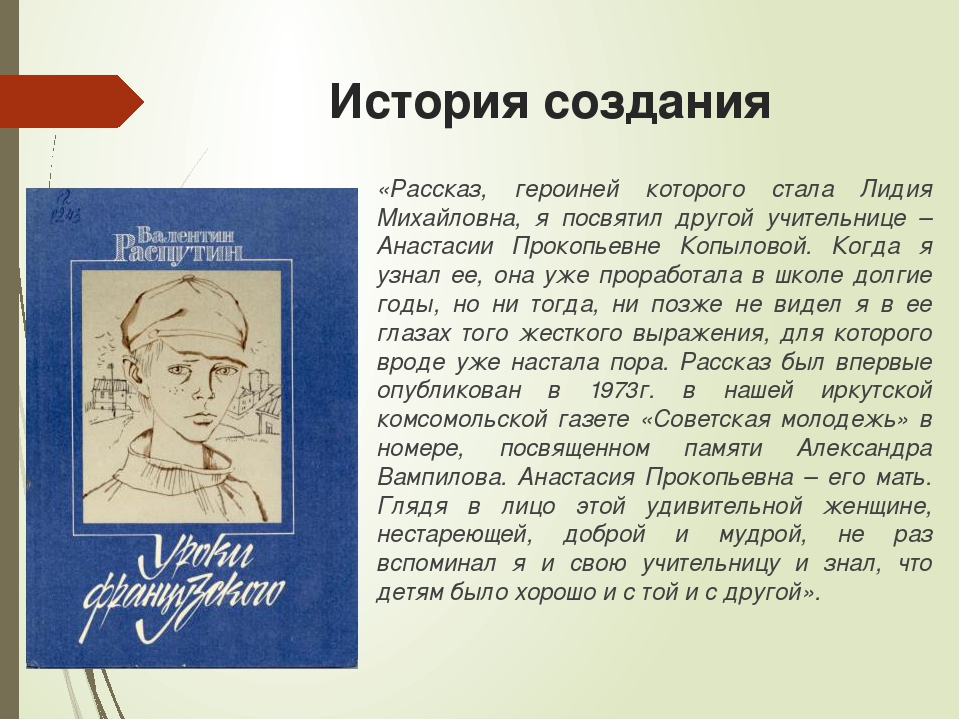 История создания
«Рассказ, героиней которого стала Лидия
Михайловна, я посвятил другой учительнице –
Анастасии Прокопьевне Копыловой. Когда я
узнал ее, она уже проработала в школе долгие
годы, но ни тогда, ни позже не видел я в ее
глазах того жесткого выражения, для которого
вроде уже настала пора. Рассказ был впервые
опубликован в 1973г. в нашей иркутской
комсомольской газете «Советская молодежь» в
номере, посвященном памяти Александра
Вампилова. Анастасия Прокопьевна – его мать.
Глядя в лицо этой удивительной женщине,
нестареющей, доброй и мудрой, не раз
вспоминал я и свою учительницу и знал, что
детям было хорошо и с той и с другой».
Валентин
Распутин
Уроки
французского